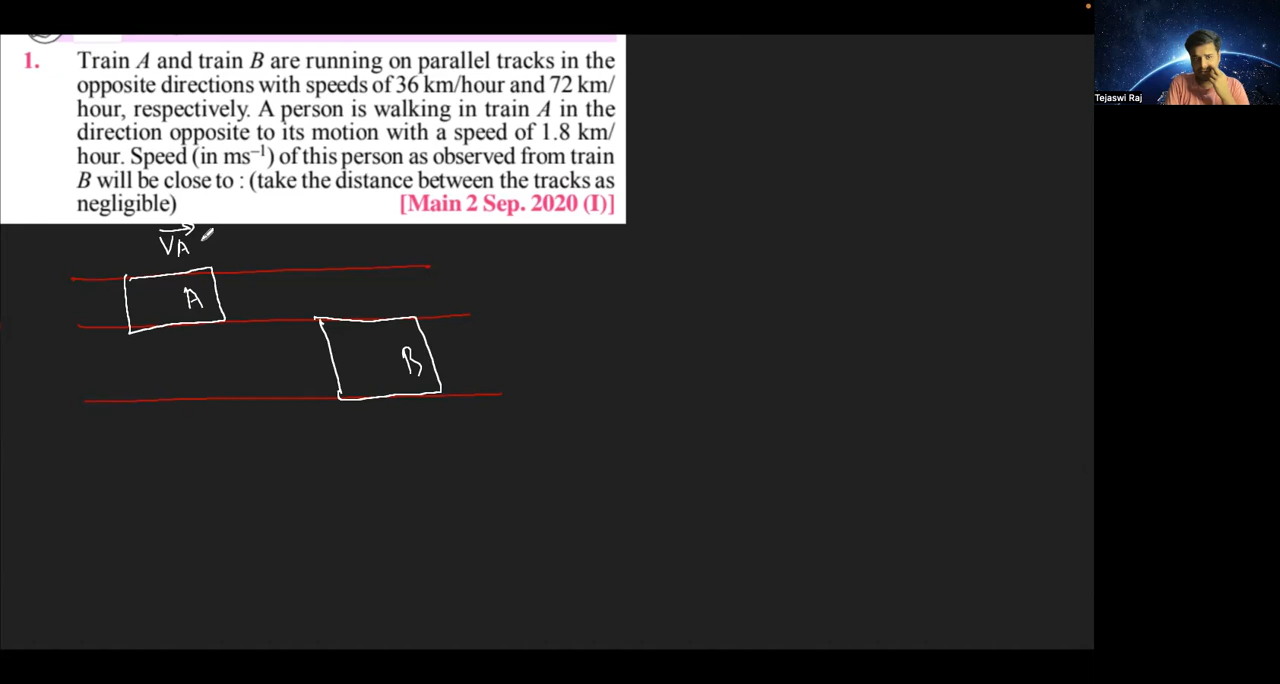 1. Train A and train B are running on parallel tracks in the
opposite directions with speeds of 36 km/hour and 72 km/
hour, respectively. A person is walking in train A in the
direction opposite to its motion with a speed of 1.8 km/
hour. Speed (in ms⁻¹) of this person as observed from train
B will be close to : (take the distance between the tracks as
negligible) [Main 2 Sep. 2020 (I)]
Tejaswi Raj
VA
A
B